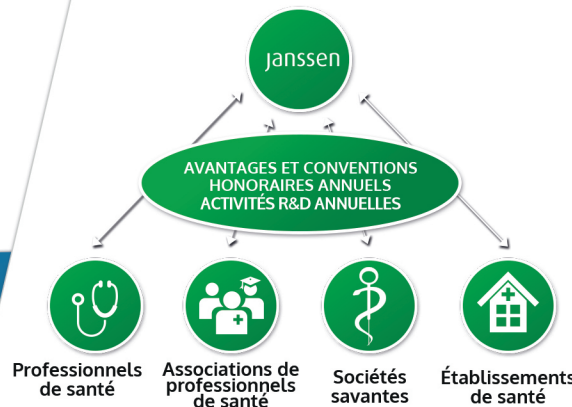 Janssen
AVANTAGES ET CONVENTIONS
HONORAIRES ANNUELS
ACTIVITÉS R&D ANNUELLES
Professionnels
de santé
Associations de
professionnels
de santé
Sociétés
savantes
Établissements
de santé